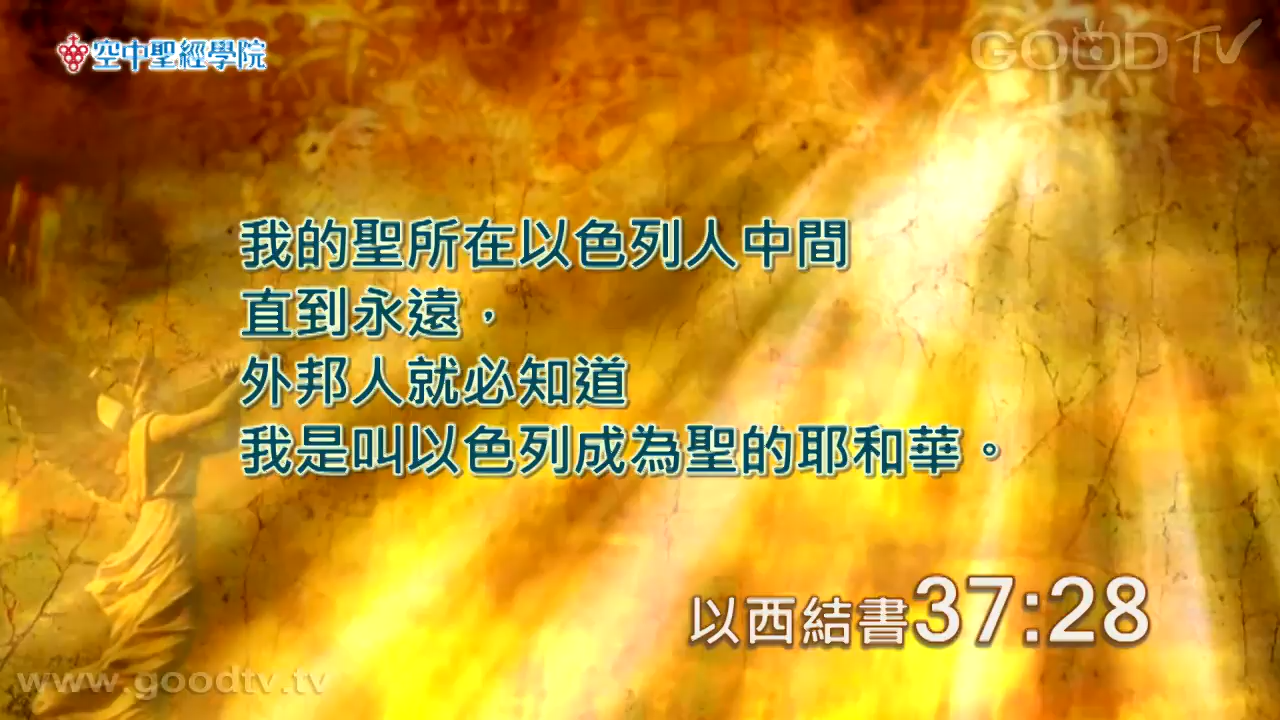 空中聖經學院
GOOD TV
我的聖所在以色列人中間
直到永遠，
外邦人就必知道
我是叫以色列成為聖的耶和華。
以西結書37:28
www.goodtv.tv